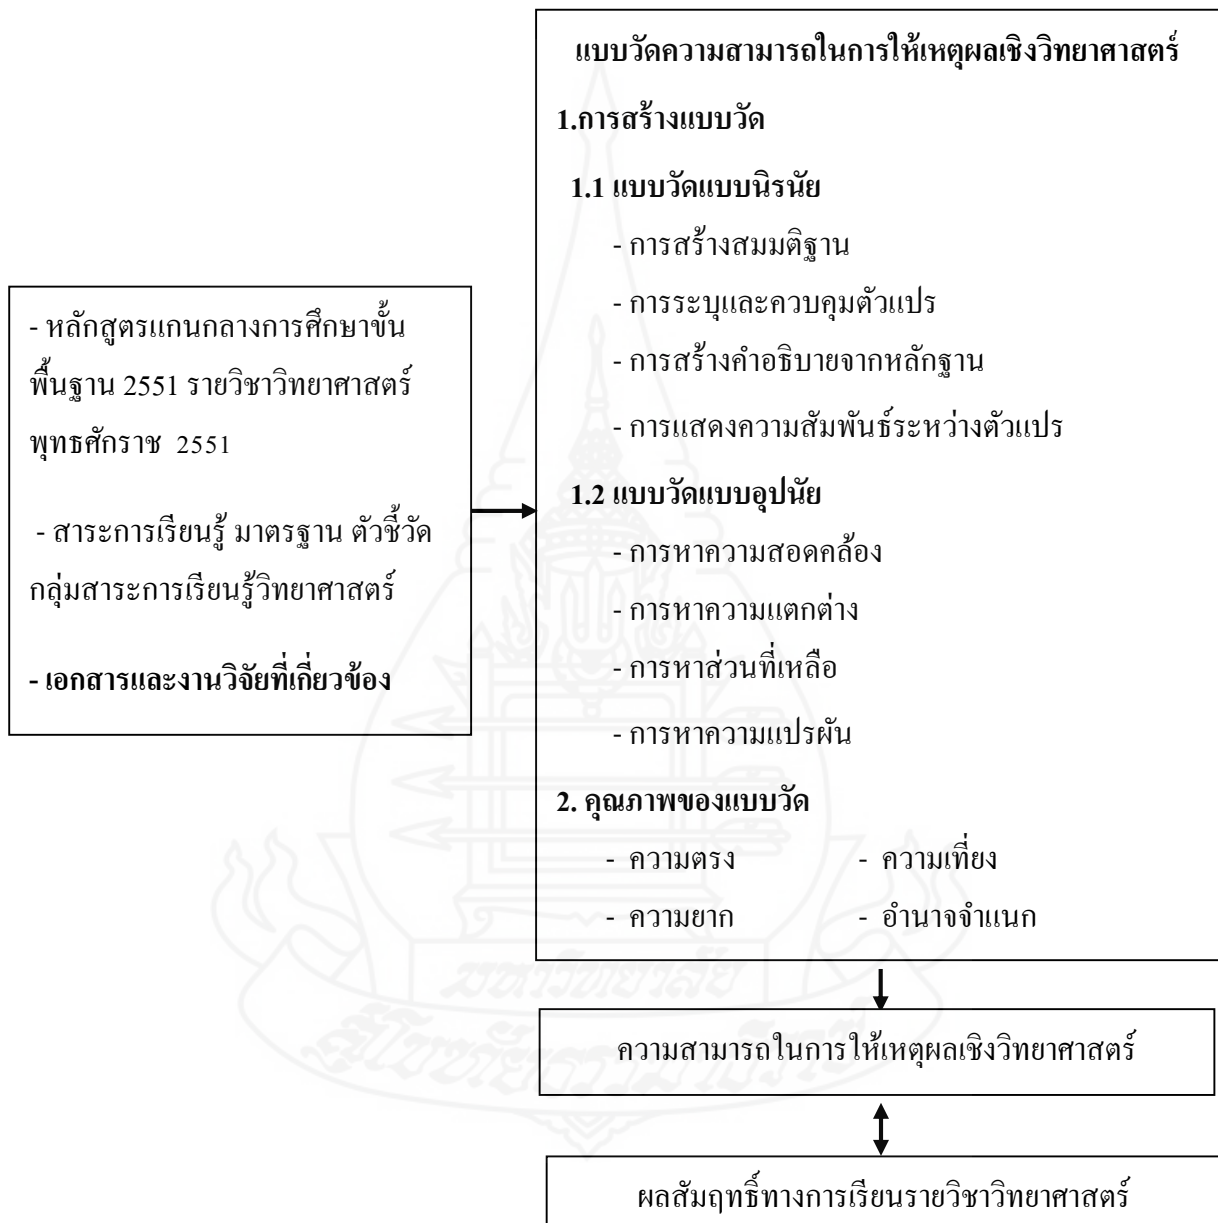 แบบวัดความสามารถในการให้เหตุผลเชิงวิทยาศาสตร์
1.การสร้างแบบวัด
1.1 แบบวัดแบบนิรนัย
- การสร้างสมมติฐาน
- การระบุและควบคุมตัวแปร
- การสร้างคำอธิบายจากหลักฐาน
- การแสดงความสัมพันธ์ระหว่างตัวแปร
1.2 แบบวัดแบบอุปนัย
- การหาความสอดคล้อง
- การหาความแตกต่าง
- การหาส่วนที่เหลือ
- การหาความแปรผัน
2. คุณภาพของแบบวัด
- ความตรง - ความเที่ยง
- ความยาก - อำนาจจำแนก
- หลักสูตรแกนกลางการศึกษาขั้น
พื้นฐาน 2551 รายวิชาวิทยาศาสตร์
พุทธศักราช 2551
- สาระการเรียนรู้ มาตรฐาน ตัวชี้วัด
กลุ่มสาระการเรียนรู้วิทยาศาสตร์
- เอกสารและงานวิจัยที่เกี่ยวข้อง
ความสามารถในการให้เหตุผลเชิงวิทยาศาสตร์
ผลสัมฤทธิ์ทางการเรียนรายวิชาวิทยาศาสตร์
มหาวิทยาลัย
สุโขทัยธรรมาธิราช